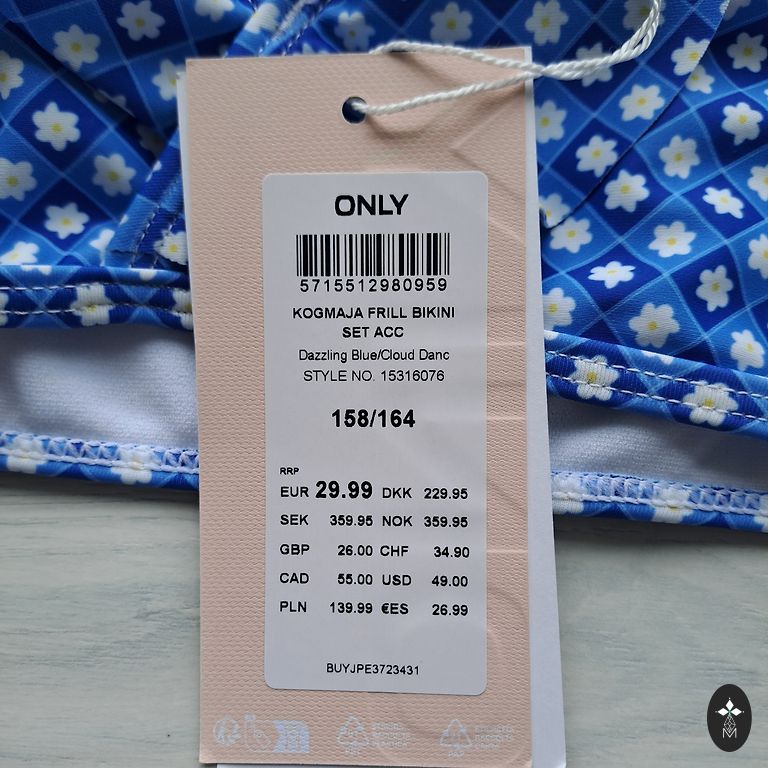 ONLY
5715512980959
KOGMAJA FRILL BIKINI
SET ACC
Dazzling Blue/Cloud Danc
STYLE NO. 15316076
158/164
RRP
EUR 29.99 DKK 229.95
SEK 359.95 NOK 359.95
GBP 26.00 CHF 34.90
CAD 55.00 USD 49.00
PLN 139.99 €ES 26.99
BUYJPE3723431